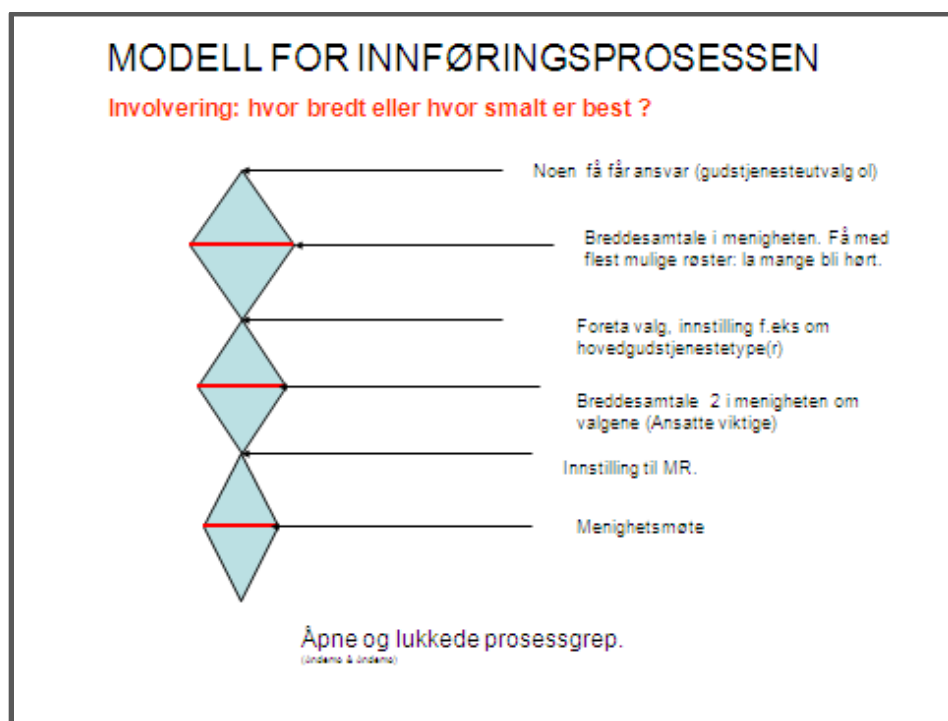 MODELL FOR INNFØRINGSPROSESSEN
Involvering: hvor bredt eller hvor smalt er best ?
Noen få får ansvar (gudstjenesteutvalg ol)
Breddesamtale i menigheten. Få med
flest mulige røster: la mange bli hørt.
Foreta valg, innstilling f.eks om
hovedgudstjenestetype(r)
Breddesamtale 2 i menigheten om
valgene (Ansatte viktige)
Innstilling til MR.
Menighetsmøte
Åpne og lukkede prosessgrep.